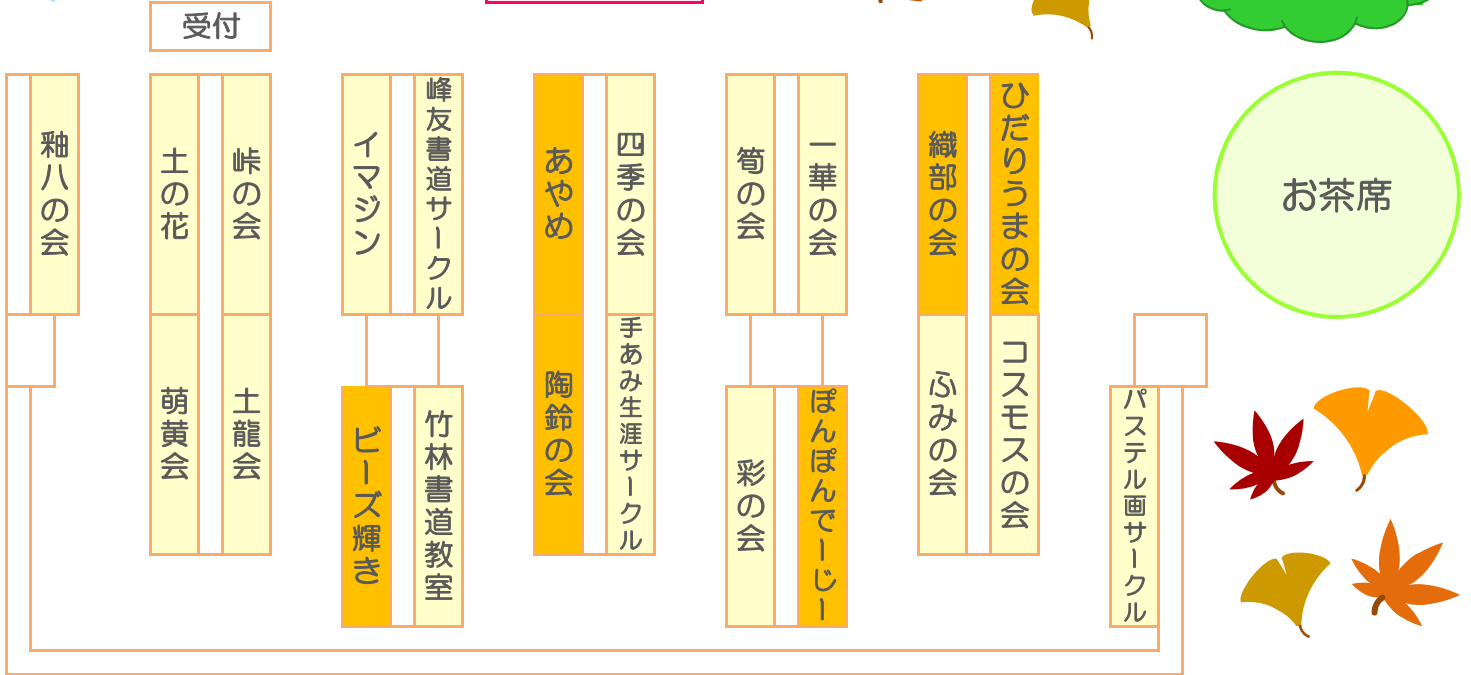 受付
釉八の会
土の花
峠の会
イマジン
峰友書道サークル
あやめ
四季の会
筍の会
一華の会
織部の会
ひだりうまの会
お茶席
萌黄会
土龍会
ビーズ輝き
竹林書道教室
陶鈴の会
手あみ生涯サークル
彩の会
ぽんぽんでーじー
ふみの会
コスモスの会
パステル画サークル